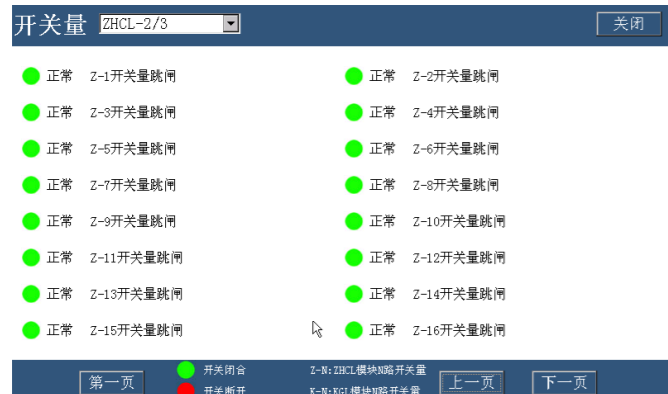 开关量 ZHCL-2/3 关闭
正常 Z-1开关量跳闸 正常 Z-2开关量跳闸
正常 Z-3开关量跳闸 正常 Z-4开关量跳闸
正常 Z-5开关量跳闸 正常 Z-6开关量跳闸
正常 Z-7开关量跳闸 正常 Z-8开关量跳闸
正常 Z-9开关量跳闸 正常 Z-10开关量跳闸
正常 Z-11开关量跳闸 正常 Z-12开关量跳闸
正常 Z-13开关量跳闸 正常 Z-14开关量跳闸
正常 Z-15开关量跳闸 正常 Z-16开关量跳闸
开关闭合 Z-N:ZHCL模块N路开关量
第一页 上一页 下一页
开关断开 K-N:KGL模块N路开关量